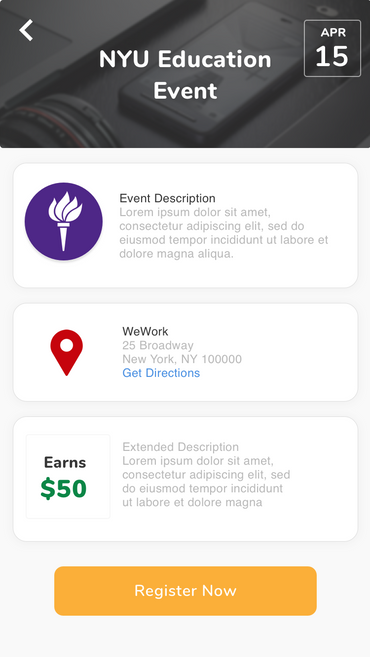 APR
15
NYU Education
Event
Event Description
Lorem ipsum dolor sit amet,
consectetur adipiscing elit, sed do
eiusmod tempor incididunt ut labore et
dolore magna aliqua.
WeWork
25 Broadway
New York, NY 100000
Get Directions
Earns
$50
Extended Description
Lorem ipsum dolor sit amet,
consectetur adipiscing elit, sed
do eiusmod tempor incididunt
ut labore et dolore magna
Register Now